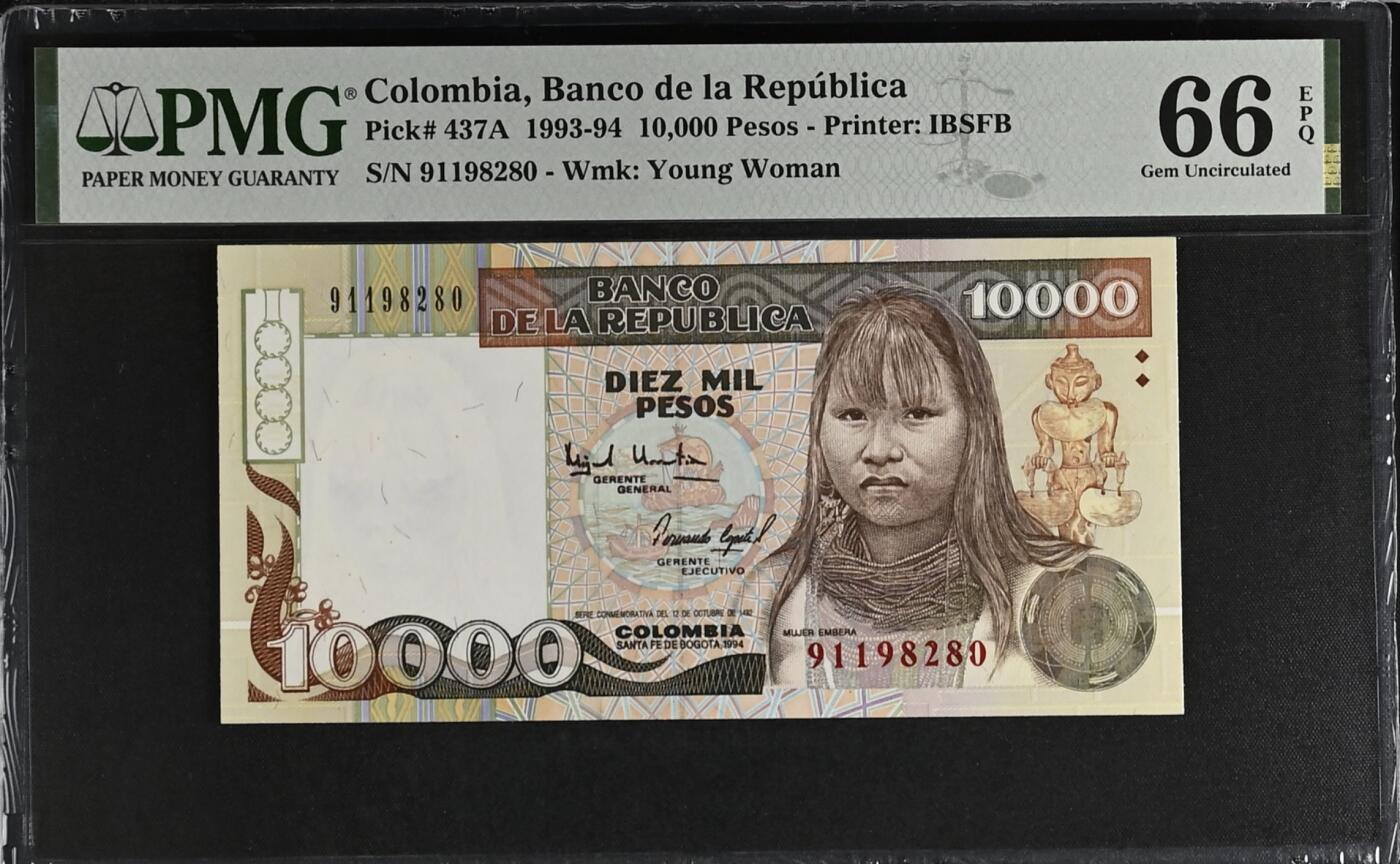 PMG®
PAPER MONEY GUARANTY
Colombia, Banco de la República
Pick# 437A 1993-94 10,000 Pesos - Printer: IBSFB
S/N 91198280 - Wmk: Young Woman
66
EPQ
Gem Uncirculated
91198280
BANCO
DE LA REPUBLICA
10000
DIEZ MIL
PESOS
GERENTE
GENERAL
GERENTE
EJECUTIVO
SERIE CONMEMORATIVA DEL 12 DE OCTUBRE DE 1492
COLOMBIA
SANTA FE DE BOGOTA, 1994
MUJER EMBERA
91198280
10000